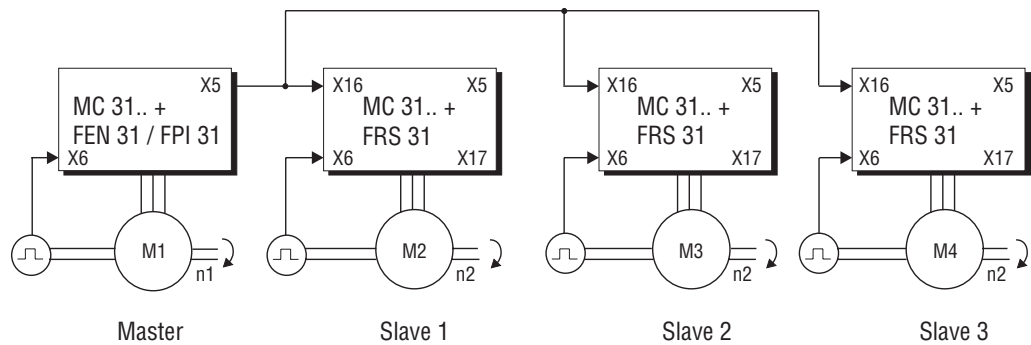 X5
MC 31.. +
FEN 31 / FPI 31
X6
M1
n1
Master
X16 X5
MC 31.. +
FRS 31
X6 X17
M2
n2
Slave 1
X16 X5
MC 31.. +
FRS 31
X6 X17
M3
n2
Slave 2
X16 X5
MC 31.. +
FRS 31
X6 X17
M4
n2
Slave 3